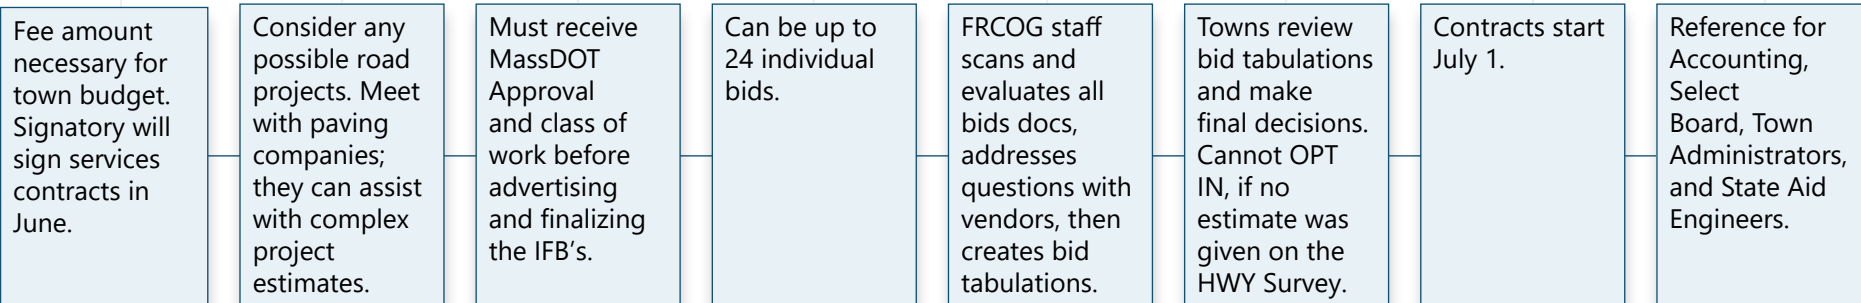 Fee amount
necessary for
town budget.
Signatory will
sign services
contracts in
June.
Consider any
possible road
projects. Meet
with paving
companies;
they can assist
with complex
project
estimates.
Must receive
MassDOT
Approval
and class of
work before
advertising
and finalizing
the IFB’s.
Can be up to
24 individual
bids.
FRCOG staff
scans and
evaluates all
bids docs,
addresses
questions with
vendors, then
creates bid
tabulations.
Towns review
bid tabulations
and make
final decisions.
Cannot OPT
IN, if no
estimate was
given on the
HWY Survey.
Contracts start
July 1.
Reference for
Accounting,
Select
Board, Town
Administrators,
and State Aid
Engineers.